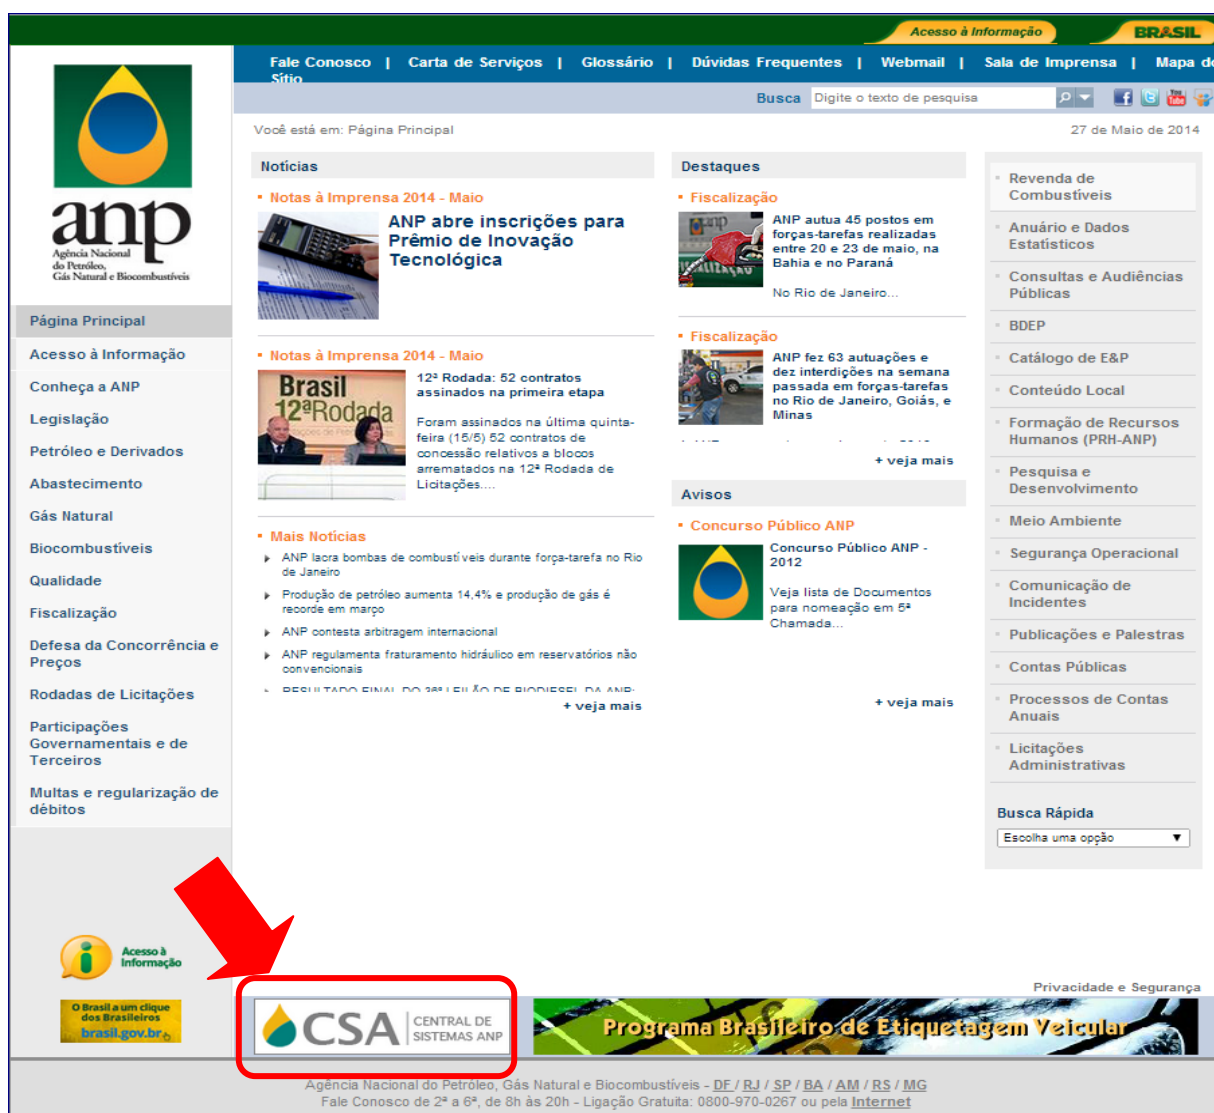 Acesso à Informação
BRASIL
Fale Conosco | Carta de Serviços | Glossário | Dúvidas Frequentes | Webmail | Sala de Imprensa | Mapa do
Sítio
Busca Digite o texto de pesquisa
Você está em: Página Principal
27 de Maio de 2014
anp
Agência Nacional
do Petróleo,
Gás Natural e Biocombustíveis
Página Principal
Acesso à Informação
Conheça a ANP
Legislação
Petróleo e Derivados
Abastecimento
Gás Natural
Biocombustíveis
Qualidade
Fiscalização
Defesa da Concorrência e
Preços
Rodadas de Licitações
Participações
Governamentais e de
Terceiros
Multas e regularização de
débitos
Acesso à
Informação
O Brasil a um clique
dos Brasileiros
brasil.gov.br
Notícias
Notas à Imprensa 2014 - Maio
ANP abre inscrições para
Prêmio de Inovação
Tecnológica
Notas à Imprensa 2014 - Maio
Brasil
12ªRodada
12ª Rodada: 52 contratos
assinados na primeira etapa
Foram assinados na última quinta-
feira (15/5) 52 contratos de
concessão relativos a blocos
arrematados na 12ª Rodada de
Licitações....
Mais Notícias
ANP lacra bombas de combustíveis durante força-tarefa no Rio
de Janeiro
Produção de petróleo aumenta 14,4% e produção de gás é
recorde em março
ANP contesta arbitragem internacional
ANP regulamenta fraturamento hidráulico em reservatórios não
convencionais
RESULTADO FINAL DO 36º LEILÃO DE BIODIESEL DA ANP:
+ veja mais
Destaques
Fiscalização
ANP autua 45 postos em
forças-tarefas realizadas
entre 20 e 23 de maio, na
Bahia e no Paraná
No Rio de Janeiro...
Fiscalização
ANP fez 63 autuações e
dez interdições na semana
passada em forças-tarefas
no Rio de Janeiro, Goiás, e
Minas
+ veja mais
Avisos
Concurso Público ANP
Concurso Público ANP -
2012
Veja lista de Documentos
para nomeação em 5ª
Chamada...
+ veja mais
Revenda de
Combustíveis
Anuário e Dados
Estatísticos
Consultas e Audiências
Públicas
BDEP
Catálogo de E&P
Conteúdo Local
Formação de Recursos
Humanos (PRH-ANP)
Pesquisa e
Desenvolvimento
Meio Ambiente
Segurança Operacional
Comunicação de
Incidentes
Publicações e Palestras
Contas Públicas
Processos de Contas
Anuais
Licitações
Administrativas
Busca Rápida
Escolha uma opção
Privacidade e Segurança
CSA CENTRAL DE
SISTEMAS ANP
Programa Brasileiro de Etiquetagem Veicular
Agência Nacional do Petróleo, Gás Natural e Biocombustíveis - DF / RJ / SP / BA / AM / RS / MG
Fale Conosco de 2ª a 6ª, de 8h às 20h - Ligação Gratuita: 0800-970-0267 ou pela Internet